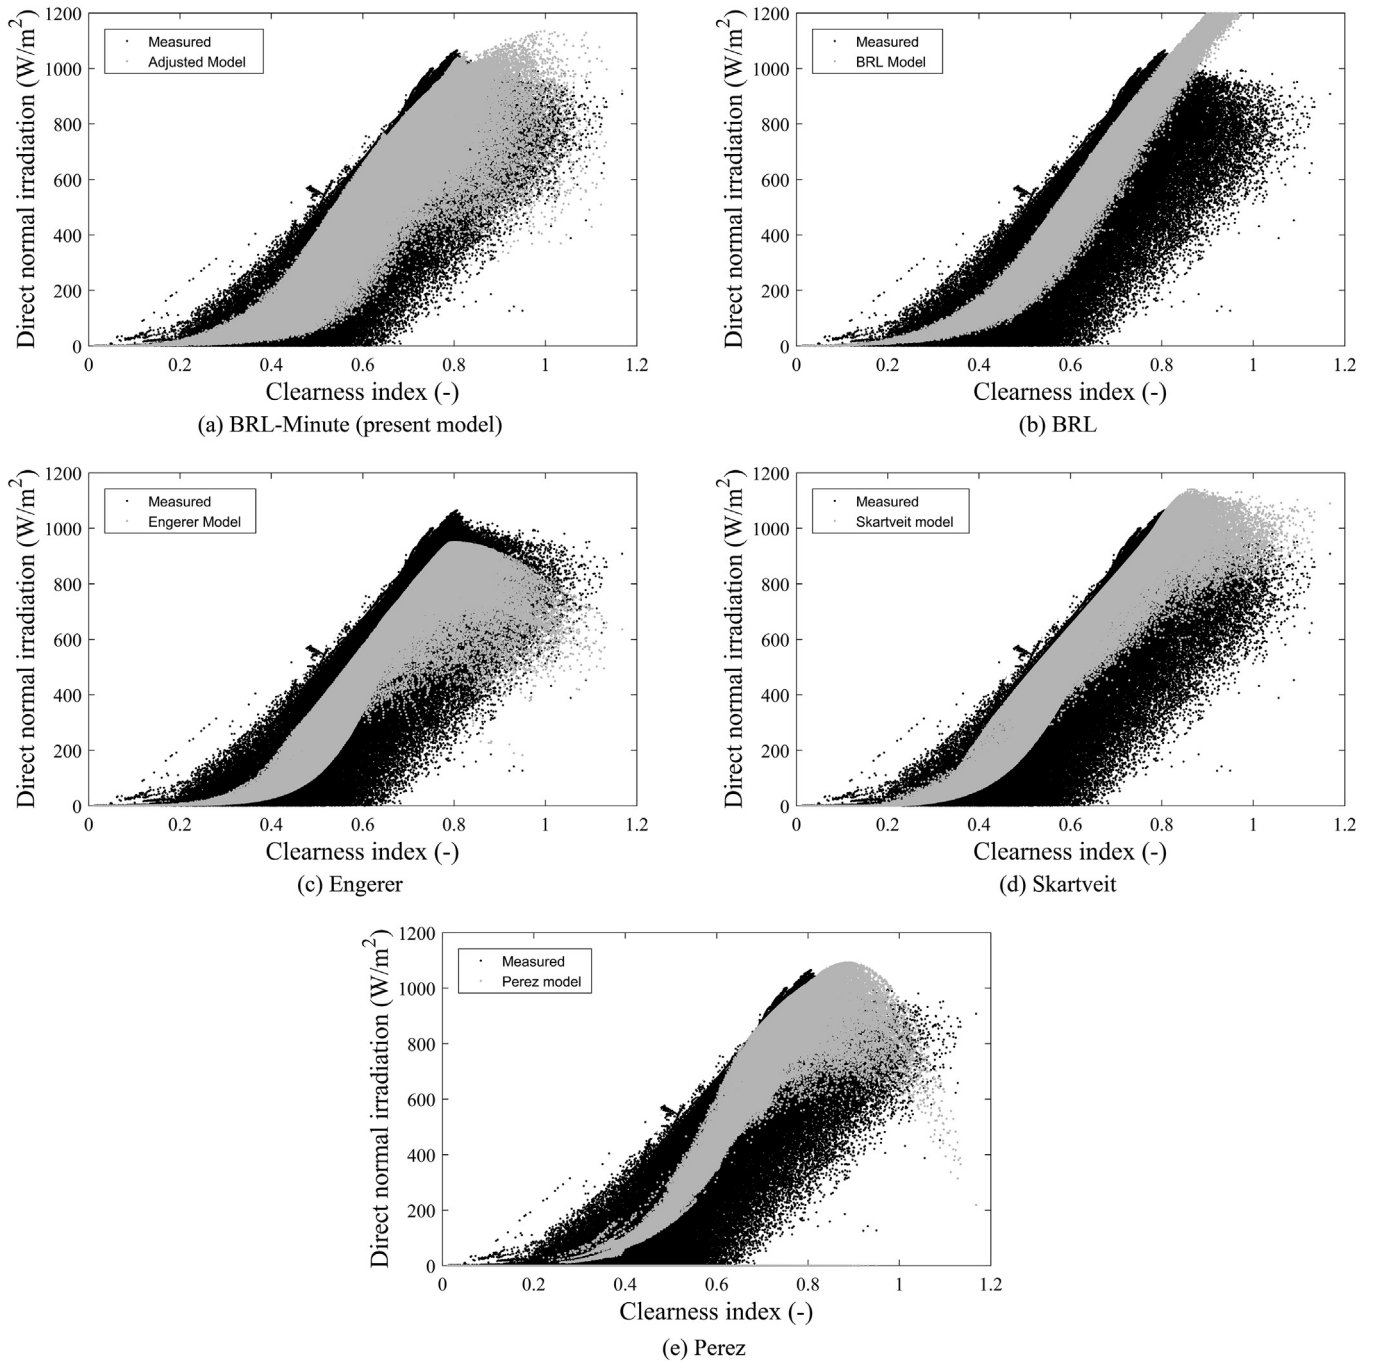 1200
1000
800
600
400
200
0
Direct normal irradiation (W/m²)
Measured
Adjusted Model
0 0.2 0.4 0.6 0.8 1 1.2
Clearness index (-)
(a) BRL-Minute (present model)
1200
1000
800
600
400
200
0
Direct normal irradiation (W/m²)
Measured
BRL Model
0 0.2 0.4 0.6 0.8 1 1.2
Clearness index (-)
(b) BRL
1200
1000
800
600
400
200
0
Direct normal irradiation (W/m²)
Measured
Engerer Model
0 0.2 0.4 0.6 0.8 1 1.2
Clearness index (-)
(c) Engerer
1200
1000
800
600
400
200
0
Direct normal irradiation (W/m²)
Measured
Skartveit model
0 0.2 0.4 0.6 0.8 1 1.2
Clearness index (-)
(d) Skartveit
1200
1000
800
600
400
200
0
Direct normal irradiation (W/m²)
Measured
Perez model
0 0.2 0.4 0.6 0.8 1 1.2
Clearness index (-)
(e) Perez